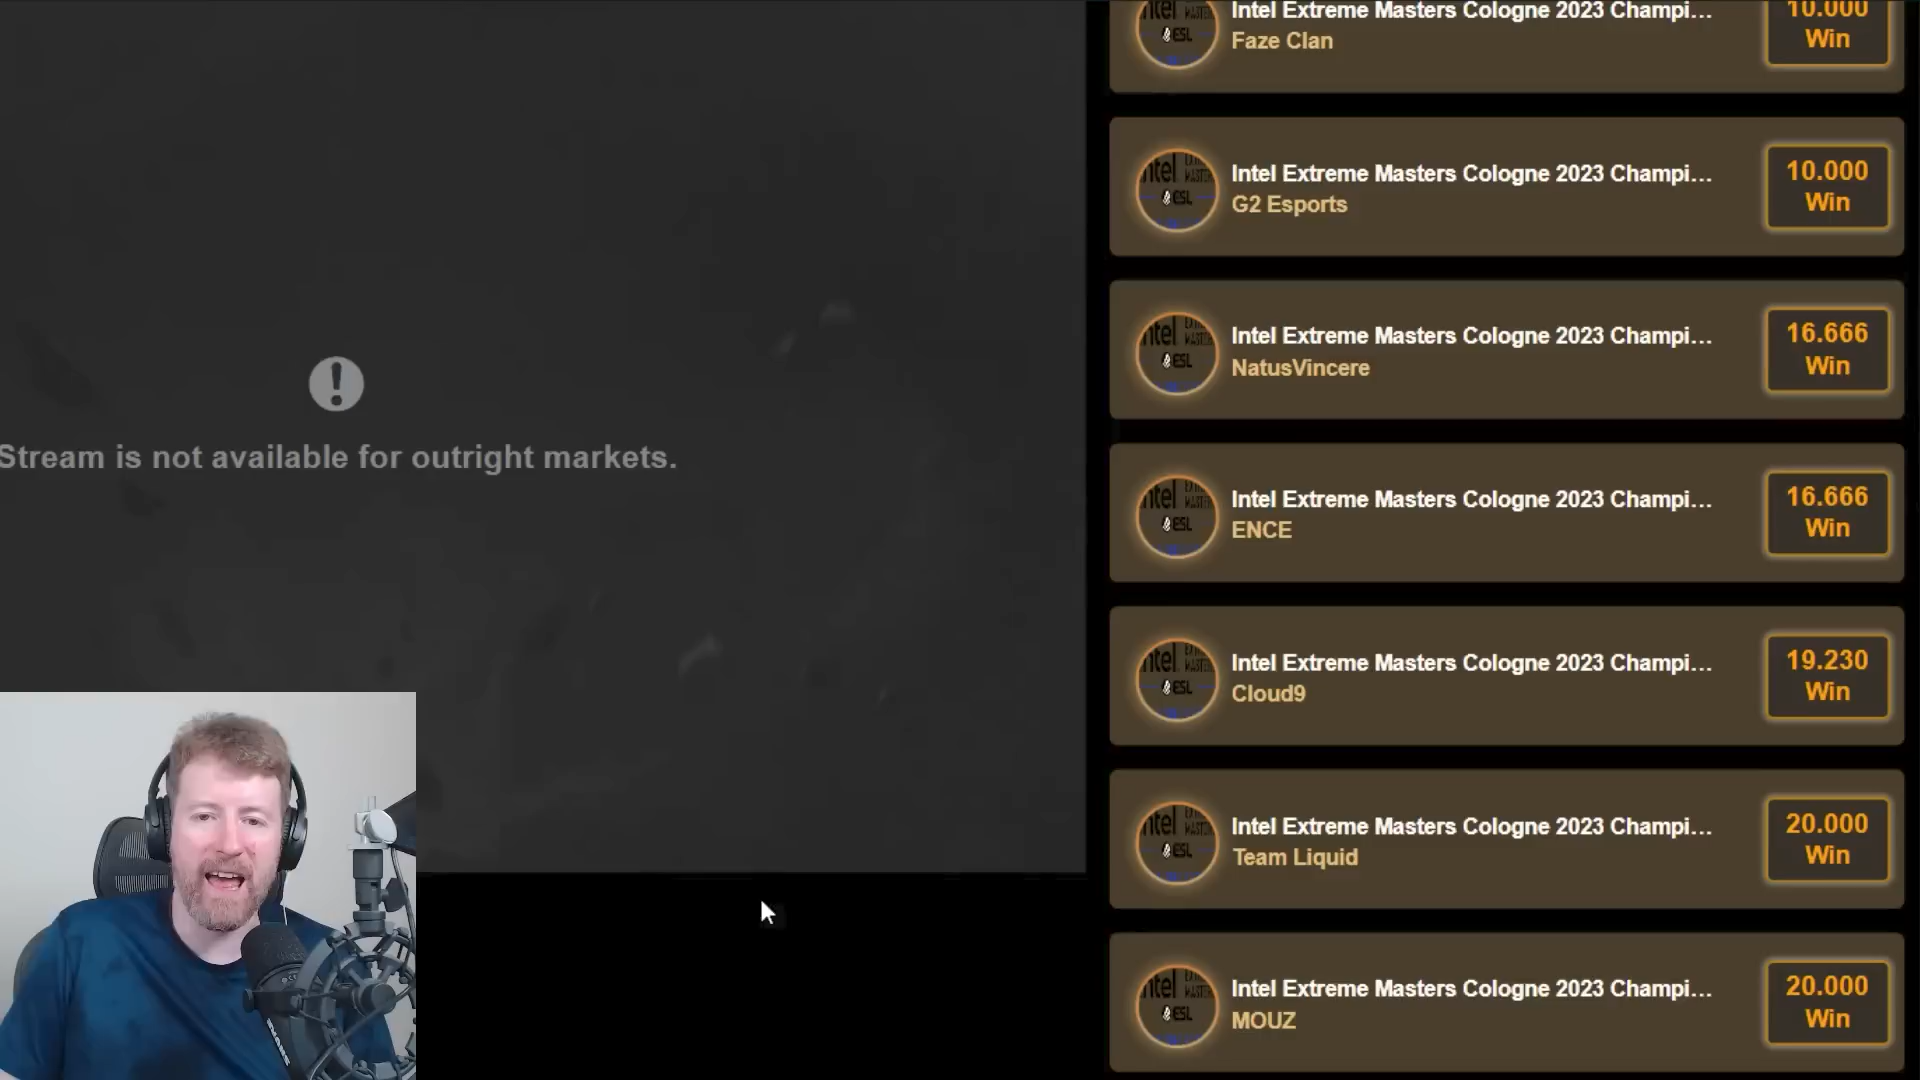 Intel Extreme Masters Cologne 2023 Champi...
Faze Clan
10.000
Win
Intel Extreme Masters Cologne 2023 Champi...
G2 Esports
10.000
Win
Intel Extreme Masters Cologne 2023 Champi...
NatusVincere
16.666
Win
Stream is not available for outright markets.
Intel Extreme Masters Cologne 2023 Champi...
ENCE
16.666
Win
Intel Extreme Masters Cologne 2023 Champi...
Cloud9
19.230
Win
Intel Extreme Masters Cologne 2023 Champi...
Team Liquid
20.000
Win
Intel Extreme Masters Cologne 2023 Champi...
MOUZ
20.000
Win